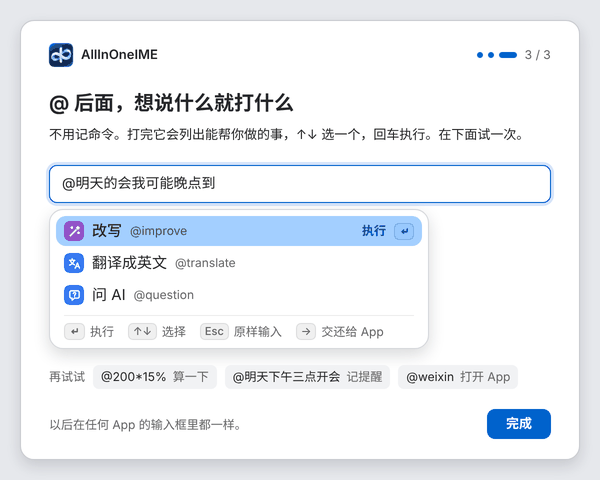 AllInOneIME
3 / 3
@ 后面，想说什么就打什么
不用记命令。打完它会列出能帮你做的事，↑↓ 选一个，回车执行。在下面试一次。
@明天的会我可能晚点到
改写 @improve 执行 ↵
翻译成英文 @translate
问 AI @question
↵ 执行 ↑↓ 选择 Esc 原样输入 → 交还给 App
再试试 @200*15% 算一下 @明天下午三点开会 记提醒 @weixin 打开 App
以后在任何 App 的输入框里都一样。
完成